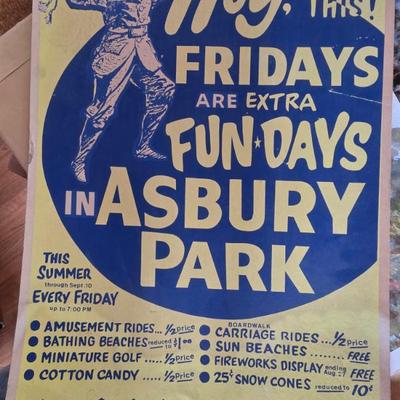 Hey, THIS!
FRIDAYS
ARE EXTRA
FUN★DAYS
IN ASBURY
PARK
THIS
SUMMER
through Sept. 10
EVERY FRIDAY
up to 7:00 PM
● AMUSEMENT RIDES... ½ price
● BATHING BEACHES reduced to $1.00
● MINIATURE GOLF ..... ½ price
● COTTON CANDY .... ½ price
BOARDWALK
● CARRIAGE RIDES... ½ price
● SUN BEACHES ........ FREE
● FIREWORKS DISPLAY ending Aug. 27 FREE
● 25¢ SNOW CONES reduced to 10¢